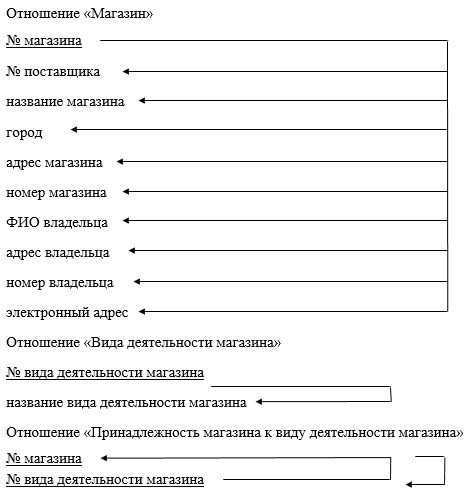 Отношение «Магазин»
№ магазина
№ поставщика
название магазина
город
адрес магазина
номер магазина
ФИО владельца
адрес владельца
номер владельца
электронный адрес
Отношение «Вида деятельности магазина»
№ вида деятельности магазина
название вида деятельности магазина
Отношение «Принадлежность магазина к виду деятельности магазина»
№ магазина
№ вида деятельности магазина